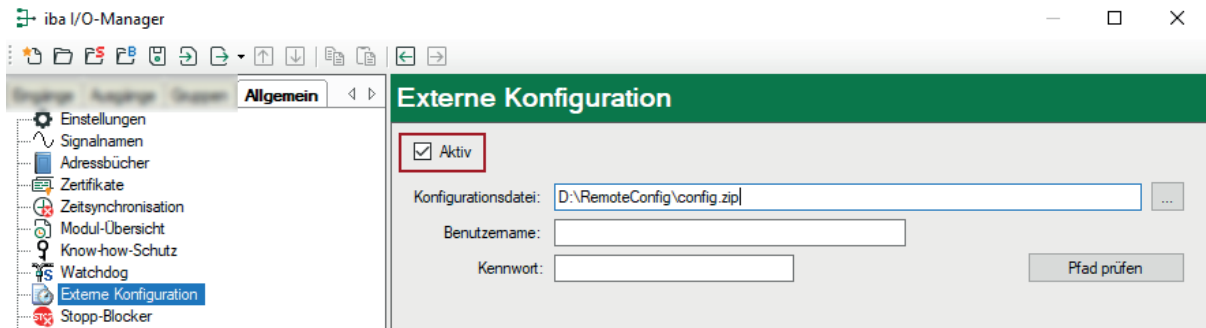 iba I/O-Manager
Allgemein
Externe Konfiguration
Einstellungen
Signalnamen
Adressbücher
Zertifikate
Zeitsynchronisation
Modul-Übersicht
Know-how-Schutz
Watchdog
Externe Konfiguration
Stopp-Blocker
Aktiv
Konfigurationsdatei: D:\RemoteConfig\config.zip ...
Benutzername:
Kennwort: Pfad prüfen